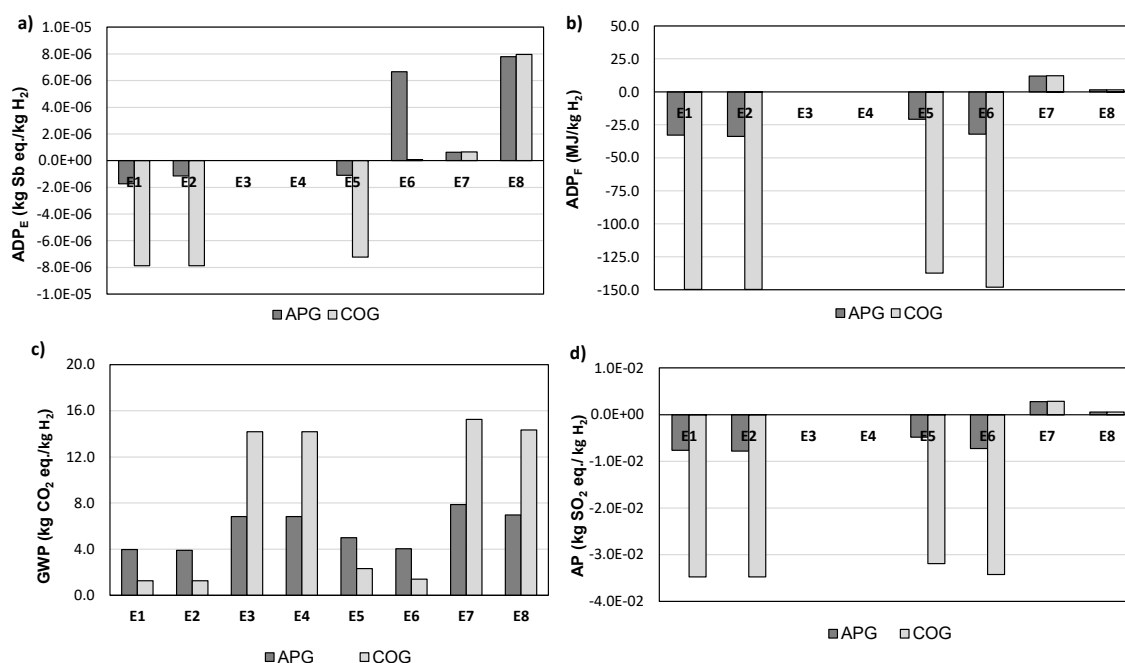 a)
1.0E-05
8.0E-06
6.0E-06
4.0E-06
2.0E-06
0.0E+00
-2.0E-06
-4.0E-06
-6.0E-06
-8.0E-06
-1.0E-05
ADP_E (kg Sb eq./kg H₂)
E1 E2 E3 E4 E5 E6 E7 E8
APG COG
b)
50.0
25.0
0.0
-25.0
-50.0
-75.0
-100.0
-125.0
-150.0
ADP_F (MJ/kg H₂)
E1 E2 E3 E4 E5 E6 E7 E8
APG COG
c)
20.0
16.0
12.0
8.0
4.0
0.0
GWP (kg CO₂ eq./kg H₂)
E1 E2 E3 E4 E5 E6 E7 E8
APG COG
d)
1.0E-02
0.0E+00
-1.0E-02
-2.0E-02
-3.0E-02
-4.0E-02
AP (kg SO₂ eq./ kg H₂)
E1 E2 E3 E4 E5 E6 E7 E8
APG COG